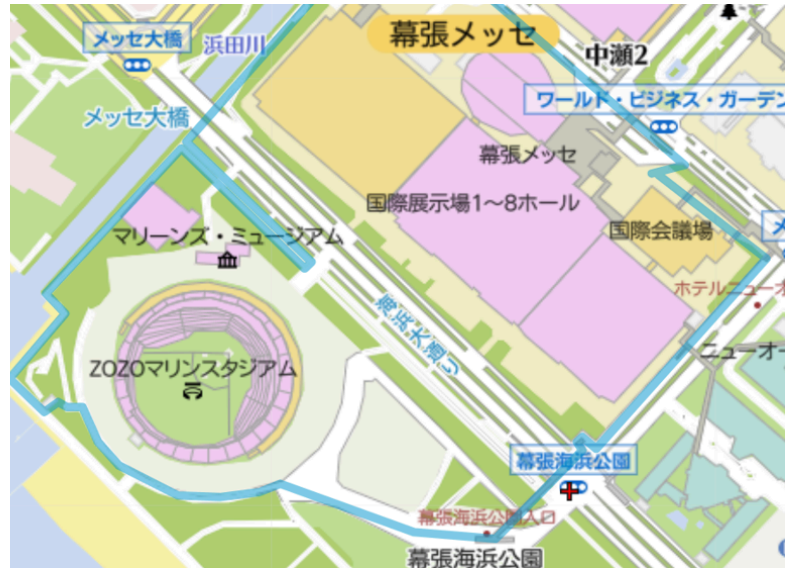 幕張メッセ
メッセ大橋
浜田川
中瀬2
ワールド・ビジネス・ガーデン
メッセ大橋
幕張メッセ
国際展示場1〜8ホール
国際会議場
マリーンズ・ミュージアム
メ
ホテルニューオ
海浜大通り
ニューオー
ZOZOマリンスタジアム
幕張海浜公園
幕張海浜公園入口
幕張海浜公園